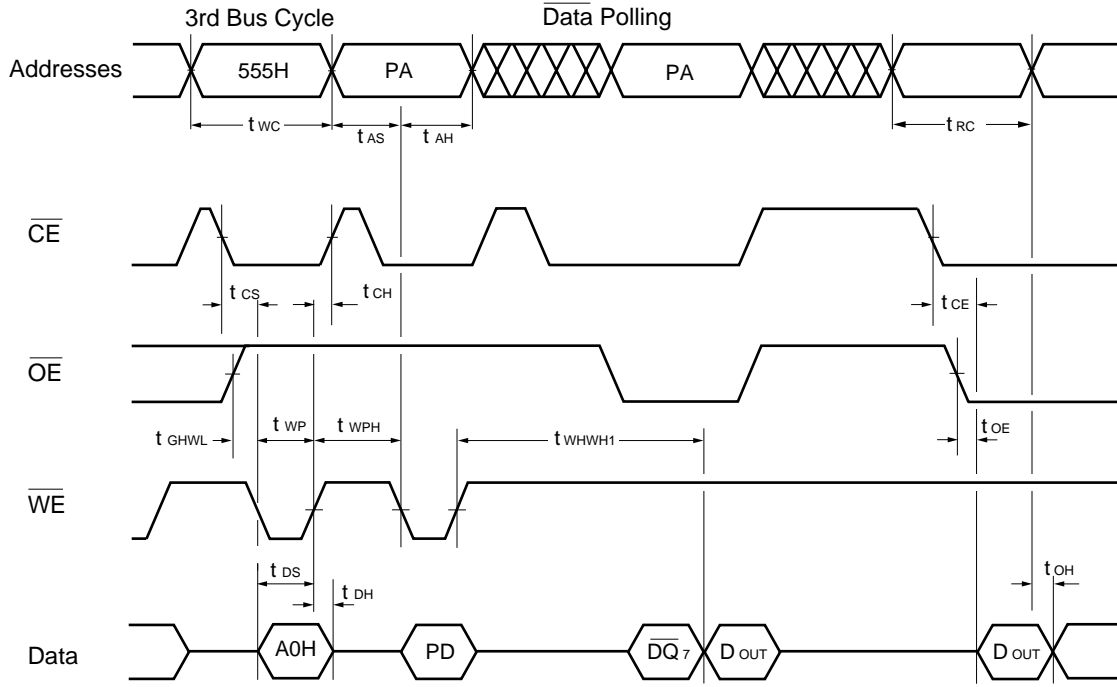 3rd Bus Cycle Data Polling
Addresses 555H PA PA
t WC t AS t AH t RC
CE
t CS t CH t CE
OE
t GHWL t WP t WPH t WHWH1 t OE
WE
t DS t DH t OH
Data A0H PD DQ 7 D OUT D OUT